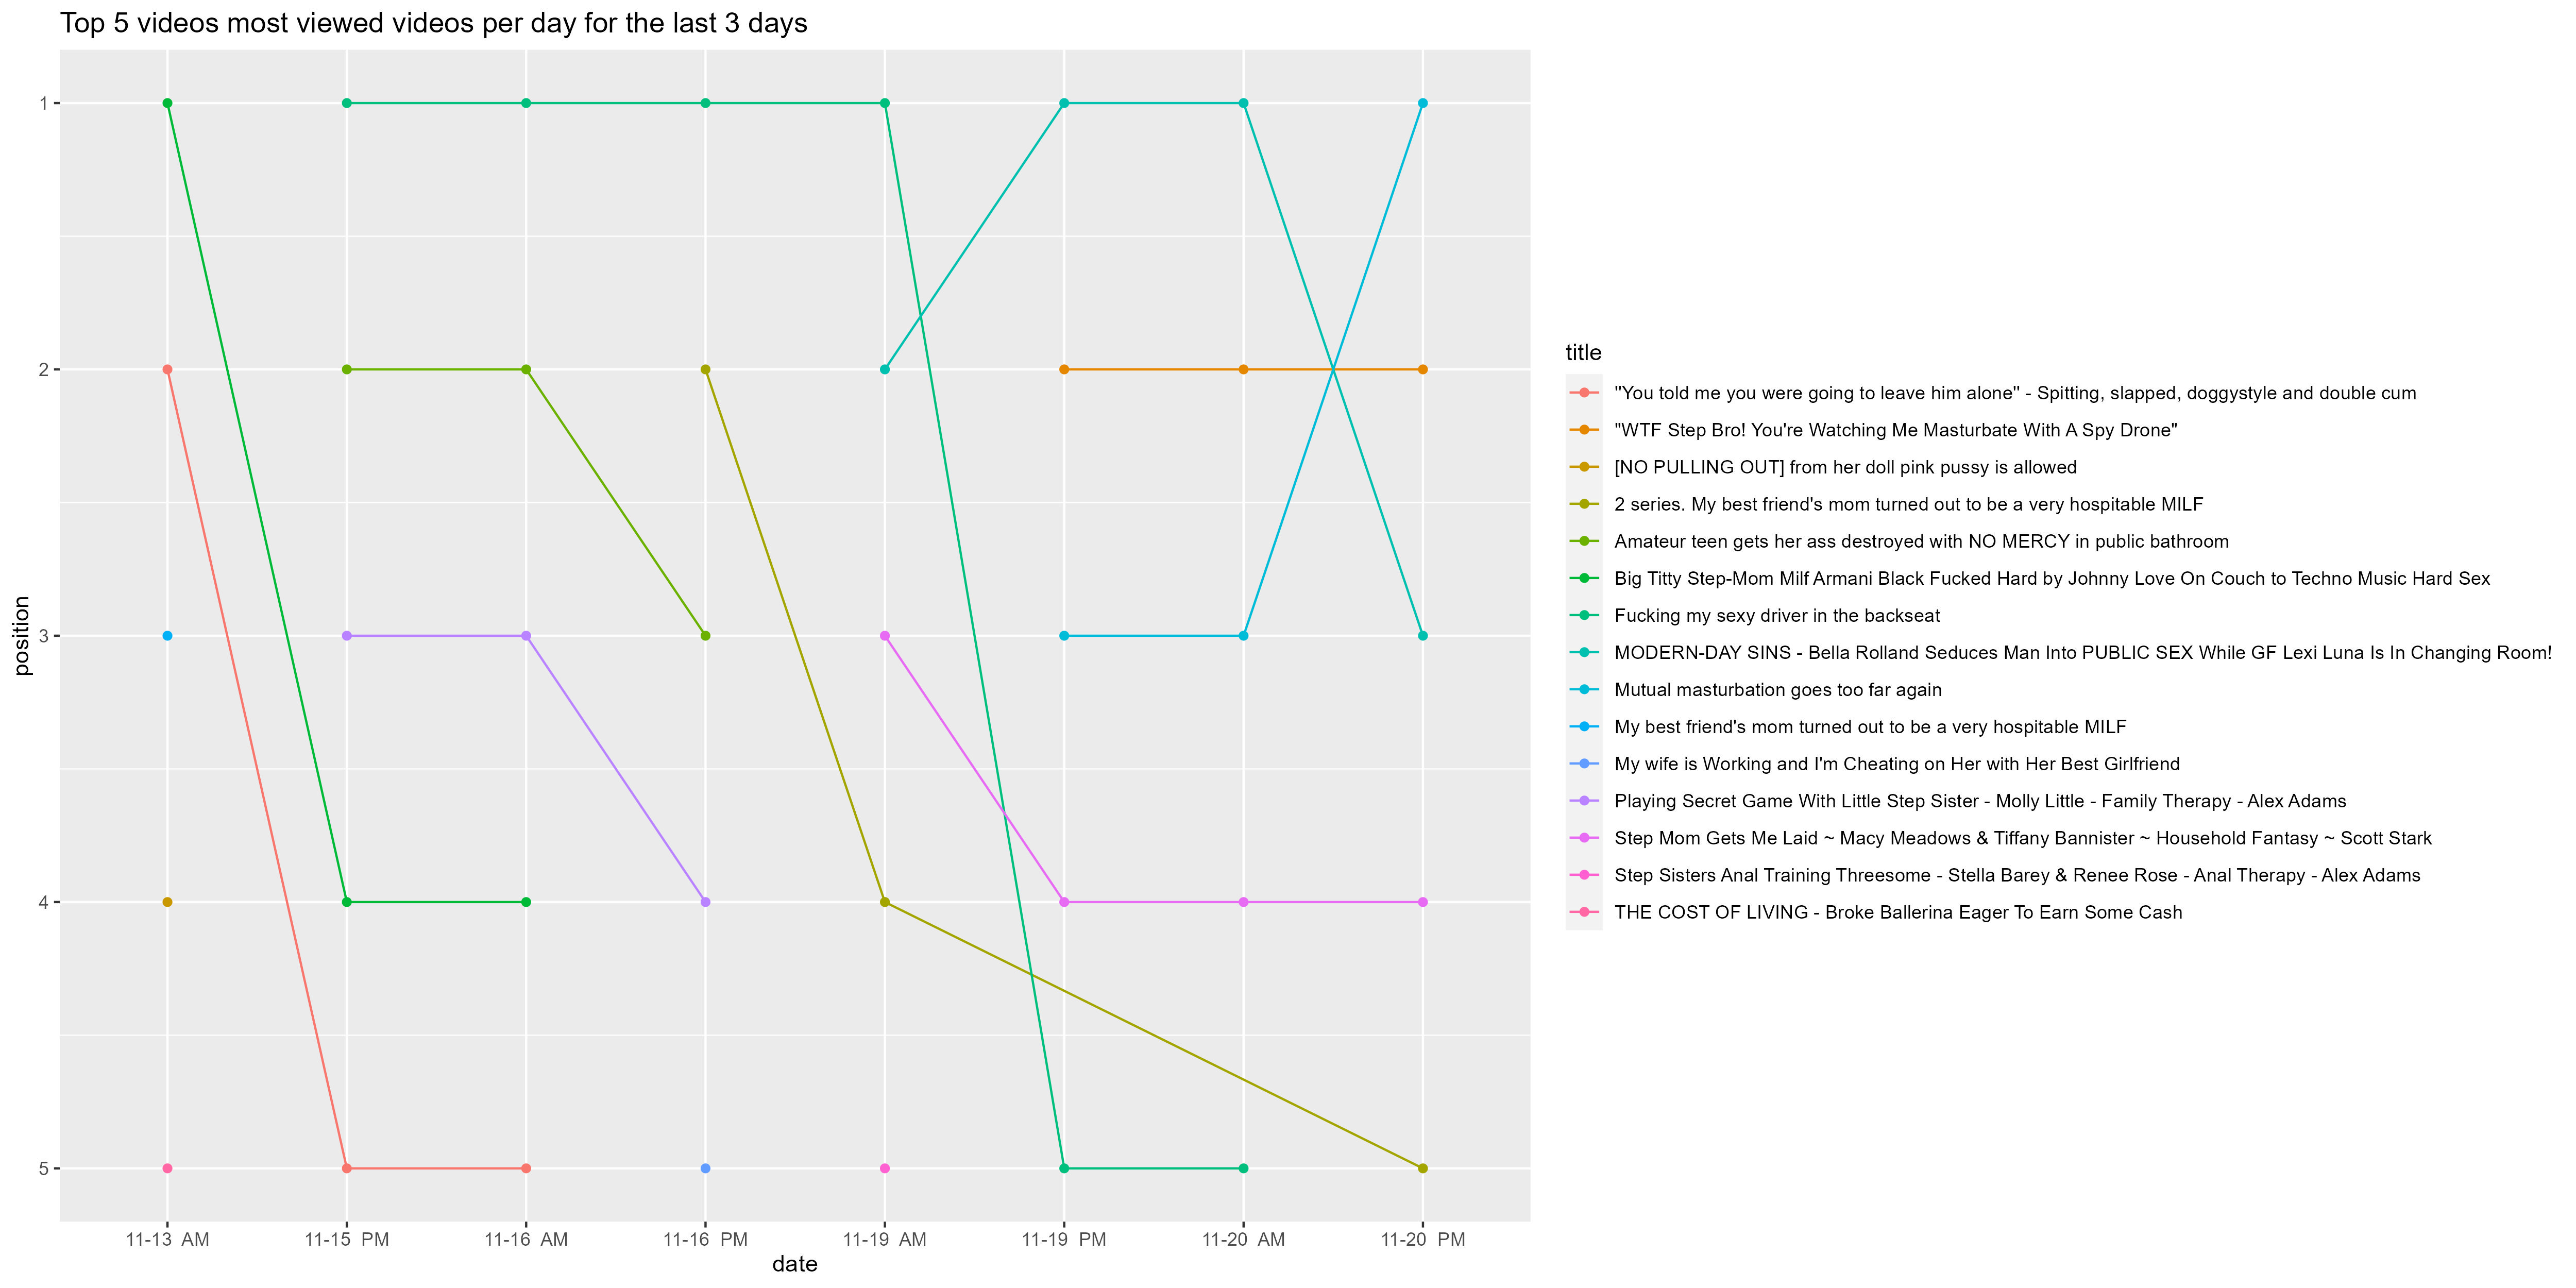 Top 5 videos most viewed videos per day for the last 3 days
position
1
2
3
4
5
11-13 AM
11-15 PM
11-16 AM
11-16 PM
11-19 AM
11-19 PM
11-20 AM
11-20 PM
date
title
"You told me you were going to leave him alone" - Spitting, slapped, doggystyle and double cum
"WTF Step Bro! You're Watching Me Masturbate With A Spy Drone"
[NO PULLING OUT] from her doll pink pussy is allowed
2 series. My best friend's mom turned out to be a very hospitable MILF
Amateur teen gets her ass destroyed with NO MERCY in public bathroom
Big Titty Step-Mom Milf Armani Black Fucked Hard by Johnny Love On Couch to Techno Music Hard Sex
Fucking my sexy driver in the backseat
MODERN-DAY SINS - Bella Rolland Seduces Man Into PUBLIC SEX While GF Lexi Luna Is In Changing Room!
Mutual masturbation goes too far again
My best friend's mom turned out to be a very hospitable MILF
My wife is Working and I'm Cheating on Her with Her Best Girlfriend
Playing Secret Game With Little Step Sister - Molly Little - Family Therapy - Alex Adams
Step Mom Gets Me Laid ~ Macy Meadows & Tiffany Bannister ~ Household Fantasy ~ Scott Stark
Step Sisters Anal Training Threesome - Stella Barey & Renee Rose - Anal Therapy - Alex Adams
THE COST OF LIVING - Broke Ballerina Eager To Earn Some Cash